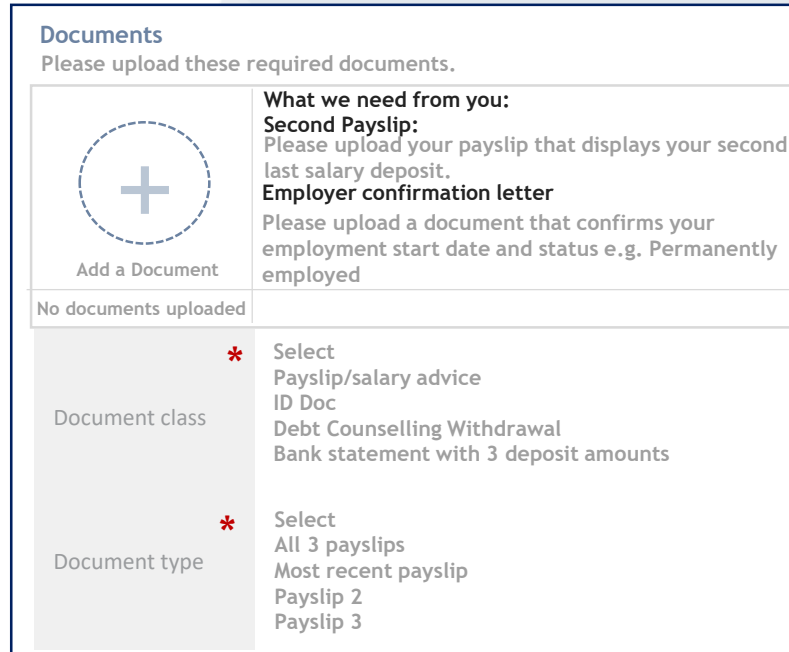 Documents
Please upload these required documents.
What we need from you:
Second Payslip:
Please upload your payslip that displays your second
last salary deposit.
Employer confirmation letter
Please upload a document that confirms your
employment start date and status e.g. Permanently
employed
Add a Document
No documents uploaded
Document class
*
Select
Payslip/salary advice
ID Doc
Debt Counselling Withdrawal
Bank statement with 3 deposit amounts
Document type
*
Select
All 3 payslips
Most recent payslip
Payslip 2
Payslip 3